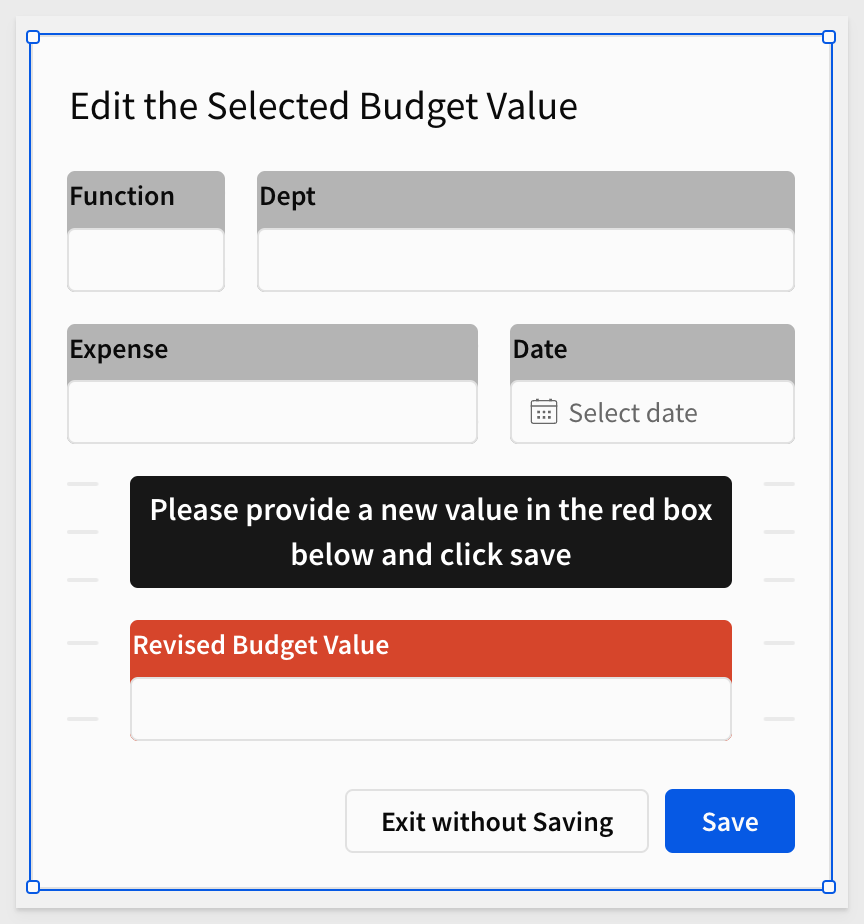 Edit the Selected Budget Value
Function
Dept
Expense
Date
Select date
Please provide a new value in the red box
below and click save
Revised Budget Value
Exit without Saving
Save